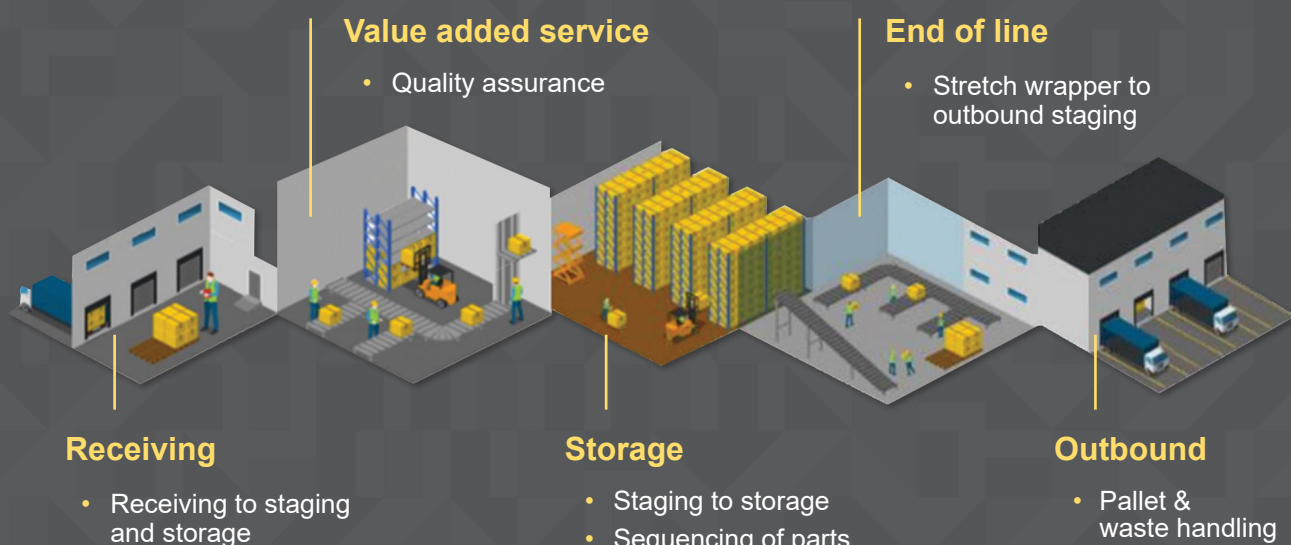 Value added service
• Quality assurance
End of line
• Stretch wrapper to
outbound staging
Receiving
• Receiving to staging
and storage
Storage
• Staging to storage
• Sequencing of parts
Outbound
• Pallet &
waste handling